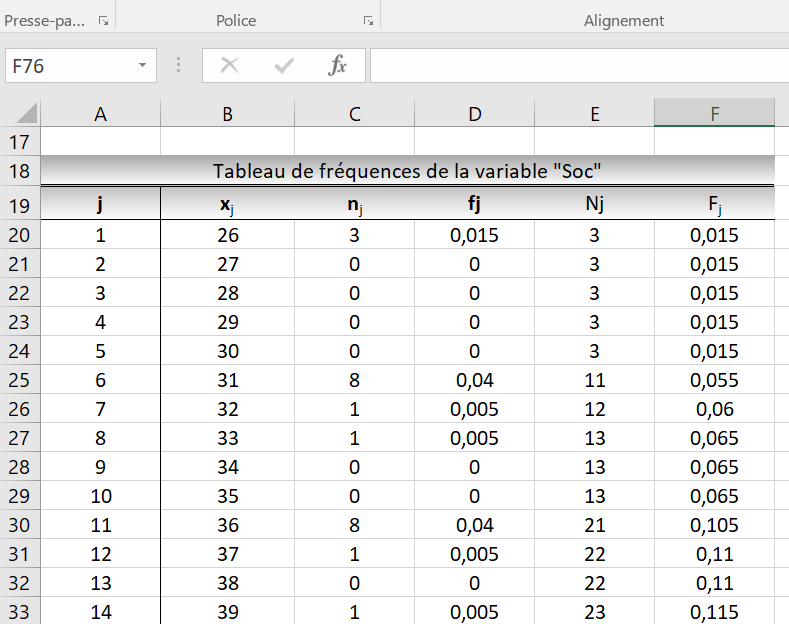 Presse-pa... Police Alignement
F76 fx
A B C D E F
17
18 Tableau de fréquences de la variable "Soc"
19 j xj nj fj Nj Fj
20 1 26 3 0,015 3 0,015
21 2 27 0 0 3 0,015
22 3 28 0 0 3 0,015
23 4 29 0 0 3 0,015
24 5 30 0 0 3 0,015
25 6 31 8 0,04 11 0,055
26 7 32 1 0,005 12 0,06
27 8 33 1 0,005 13 0,065
28 9 34 0 0 13 0,065
29 10 35 0 0 13 0,065
30 11 36 8 0,04 21 0,105
31 12 37 1 0,005 22 0,11
32 13 38 0 0 22 0,11
33 14 39 1 0,005 23 0,115